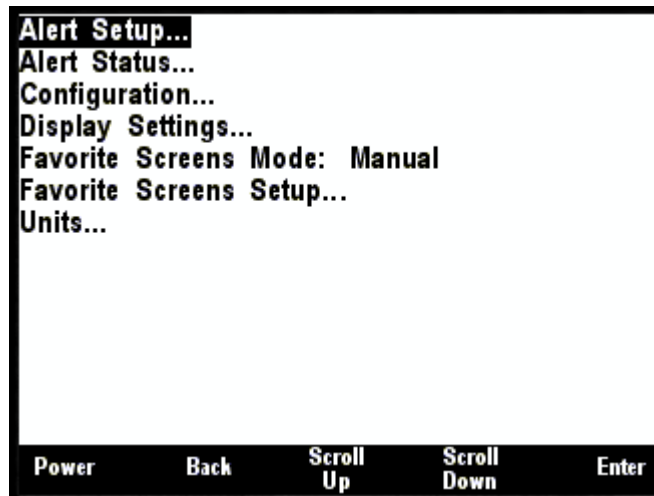 Alert Setup...
Alert Status...
Configuration...
Display Settings...
Favorite Screens Mode: Manual
Favorite Screens Setup...
Units...
Power Back Scroll Up Scroll Down Enter